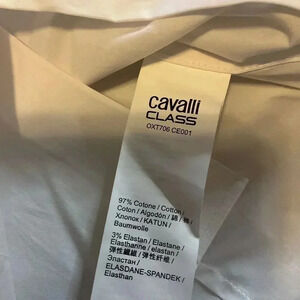 cavalli
CLASS
OXT706 CE001
97% Cotone / Cotton /
Coton / Algodón / 綿 / 棉 /
Хлопок / KATUN /
Baumwolle
3% Elastan / Elastane /
Elasthanne / elastan /
弹性纖維 / 弹性纤维 /
Эластан /
ELASDANE-SPANDEK /
Elasthan